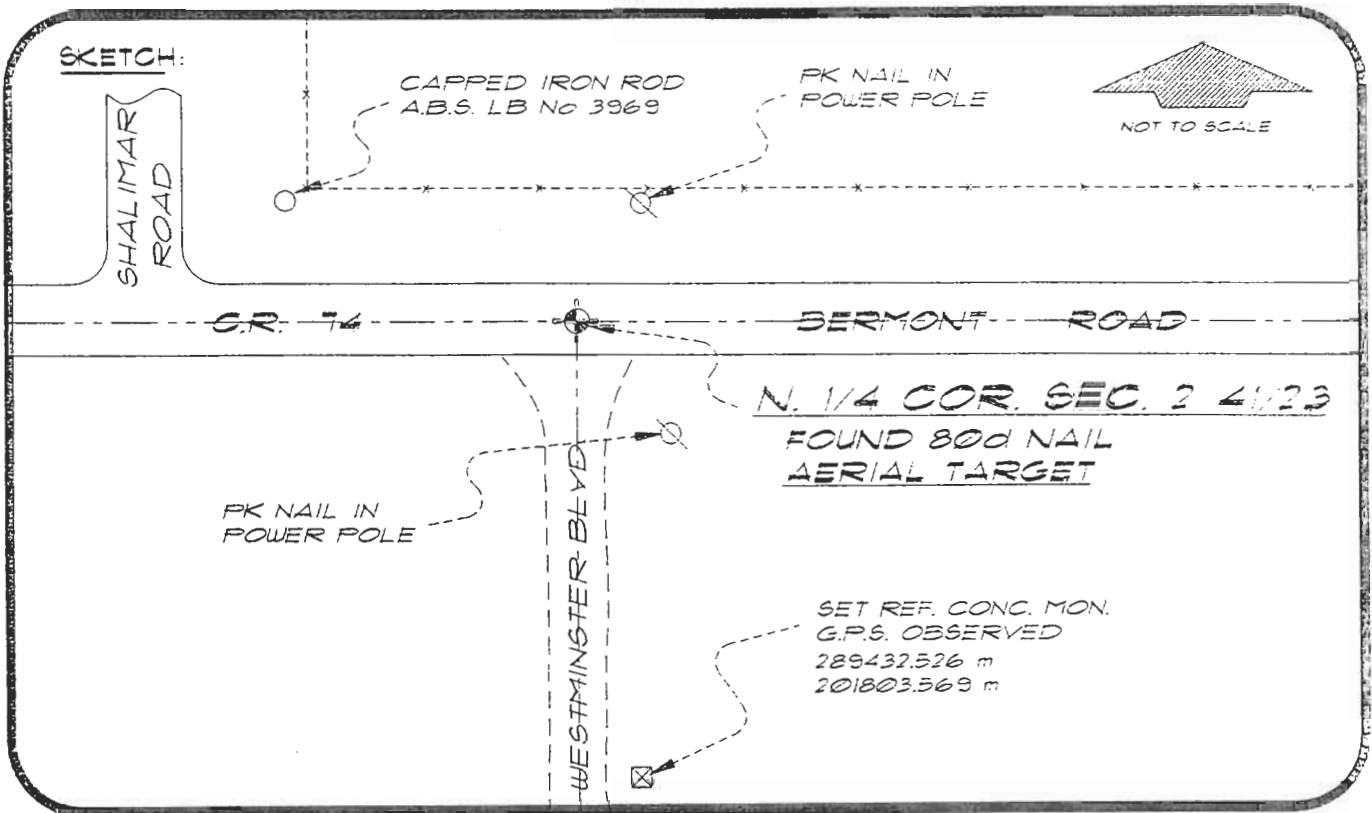 SKETCH:
CAPPED IRON ROD
A.B.S. LB No 3969
PK NAIL IN
POWER POLE
NOT TO SCALE
SHALIMAR
ROAD
C.R. 74
BERMONT ROAD
N. 1/4 COR. SEC. 2 41/23
FOUND 80d NAIL
AERIAL TARGET
PK NAIL IN
POWER POLE
WESTMINSTER BLVD
SET REF. CONC. MON.
G.P.S. OBSERVED
289432.526 m
201803.569 m